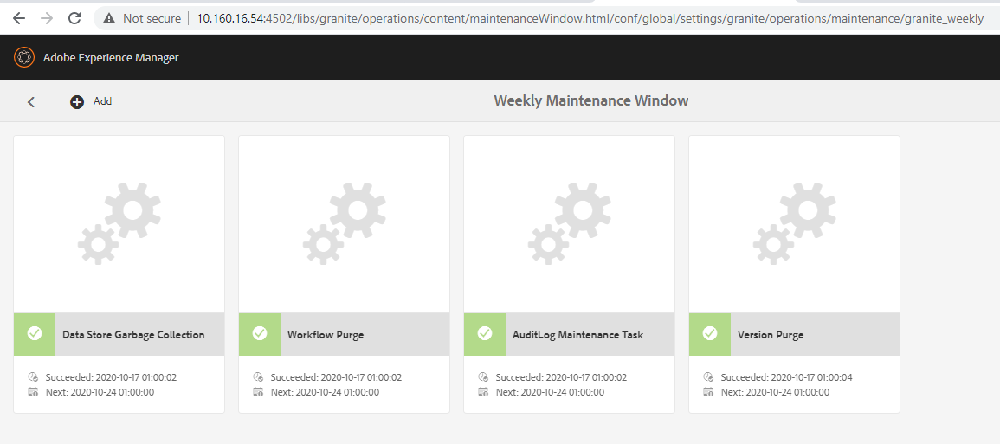 Not secure | 10.160.16.54:4502/libs/granite/operations/content/maintenanceWindow.html/conf/global/settings/granite/operations/maintenance/granite_weekly
Adobe Experience Manager
Add
Weekly Maintenance Window
Data Store Garbage Collection
Succeeded: 2020-10-17 01:00:02
Next: 2020-10-24 01:00:00
Workflow Purge
Succeeded: 2020-10-17 01:00:02
Next: 2020-10-24 01:00:00
AuditLog Maintenance Task
Succeeded: 2020-10-17 01:00:02
Next: 2020-10-24 01:00:00
Version Purge
Succeeded: 2020-10-17 01:00:04
Next: 2020-10-24 01:00:00